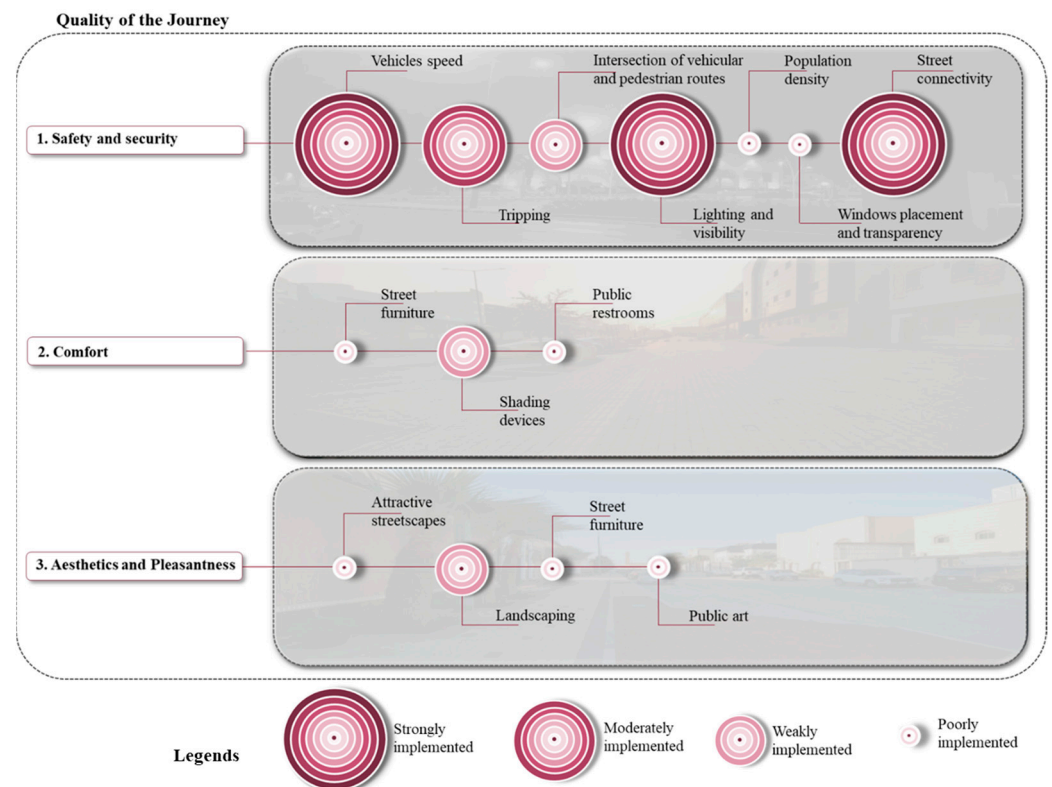 Quality of the Journey
Vehicles speed
Intersection of vehicular
and pedestrian routes
Population
density
Street
connectivity
1. Safety and security
Tripping
Lighting and
visibility
Windows placement
and transparency
Street
furniture
Public
restrooms
2. Comfort
Shading
devices
Attractive
streetscapes
Street
furniture
3. Aesthetics and Pleasantness
Landscaping
Public art
Legends
Strongly
implemented
Moderately
implemented
Weakly
implemented
Poorly
implemented